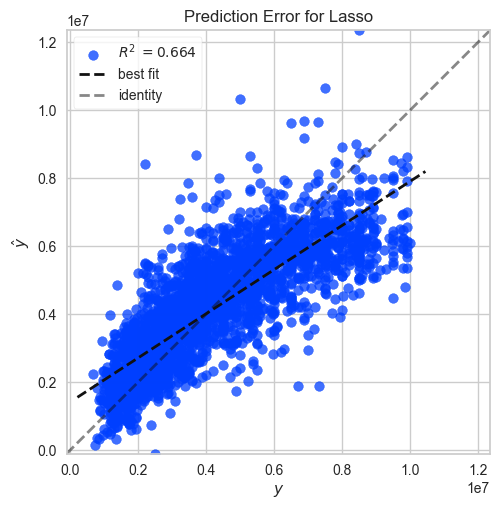 Prediction Error for Lasso
1e7
R² = 0.664
best fit
identity
1.2
1.0
0.8
0.6
0.4
0.2
0.0
ŷ
0.0 0.2 0.4 0.6 0.8 1.0 1.2
1e7
y